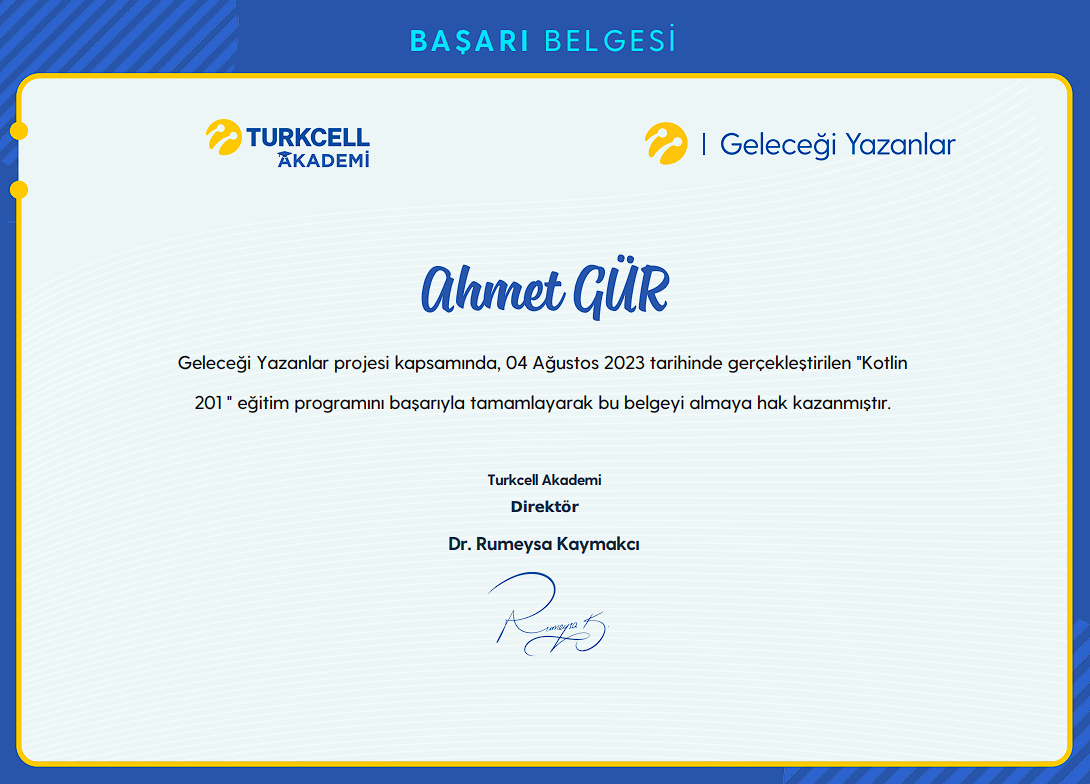 BAŞARI BELGESİ
TURKCELL
AKADEMİ
| Geleceği Yazanlar
Ahmet GÜR
Geleceği Yazanlar projesi kapsamında, 04 Ağustos 2023 tarihinde gerçekleştirilen "Kotlin
201 " eğitim programını başarıyla tamamlayarak bu belgeyi almaya hak kazanmıştır.
Turkcell Akademi
Direktör
Dr. Rumeysa Kaymakcı
Rumeysa K.